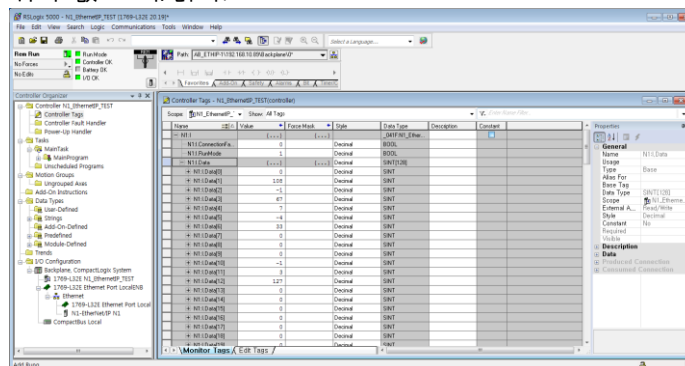 RSLogix 5000 - N1_EthernetIP_TEST [1769-L32E 20.19]*
File Edit View Search Logic Communications Tools Window Help
Select a Language...
Rem Run
Run Mode
No Forces
Controller OK
Battery OK
No Edits
I/O OK
Path: AB_ETHIP-1\192.168.10.89\Backplane\0*
Favorites Add-On Safety Alarms Bit
Controller Organizer
Controller N1_EthernetIP_TEST
Controller Tags
Controller Fault Handler
Power-Up Handler
Tasks
MainTask
MainProgram
Unscheduled Programs
Motion Groups
Ungrouped Axes
Add-On Instructions
Data Types
User-Defined
Strings
Add-On-Defined
Predefined
Module-Defined
Trends
I/O Configuration
Backplane, CompactLogix System
1769-L32E N1_EthernetIP_TEST
1769-L32E Ethernet Port LocalENB
Ethernet
1769-L32E Ethernet Port Local
N1-EtherNet/IP N1
CompactBus Local
Controller Tags - N1_EthernetIP_TEST(controller)
Scope: N1_EthernetIP_ Show: All Tags
Enter Name Filter...
Name Value Force Mask Style Data Type Description Constant
N1:I {...} {...} _041F:N1_Ether...
N1:I.ConnectionFa... 0 Decimal BOOL
N1:I.RunMode 1 Decimal BOOL
N1:I.Data {...} {...} Decimal SINT[128]
N1:I.Data[0] 0 Decimal SINT
N1:I.Data[1] Decimal SINT
N1:I.Data[2] -1 Decimal SINT
N1:I.Data[3] Decimal SINT
N1:I.Data[4] 7 Decimal SINT
N1:I.Data[5] -4 Decimal SINT
N1:I.Data[6] 33 Decimal SINT
N1:I.Data[7] 0 Decimal SINT
N1:I.Data[8] 0 Decimal SINT
N1:I.Data[9] 0 Decimal SINT
N1:I.Data[10] -1 Decimal SINT
N1:I.Data[11] 3 Decimal SINT
N1:I.Data[12] 127 Decimal SINT
N1:I.Data[13] 0 Decimal SINT
N1:I.Data[14] 0 Decimal SINT
N1:I.Data[15] 0 Decimal SINT
N1:I.Data[16] 0 Decimal SINT
N1:I.Data[17] 0 Decimal SINT
N1:I.Data[18] 0 Decimal SINT
Monitor Tags Edit Tags
Properties
General
Name N1:I.Data
Usage
Type Base
Alias For
Base Tag
Data Type SINT[128]
Scope N1_Etherne...
External A... Read/Write
Style Decimal
Constant No
Required
Visible
Description
Data
Produced Connection
Consumed Connection